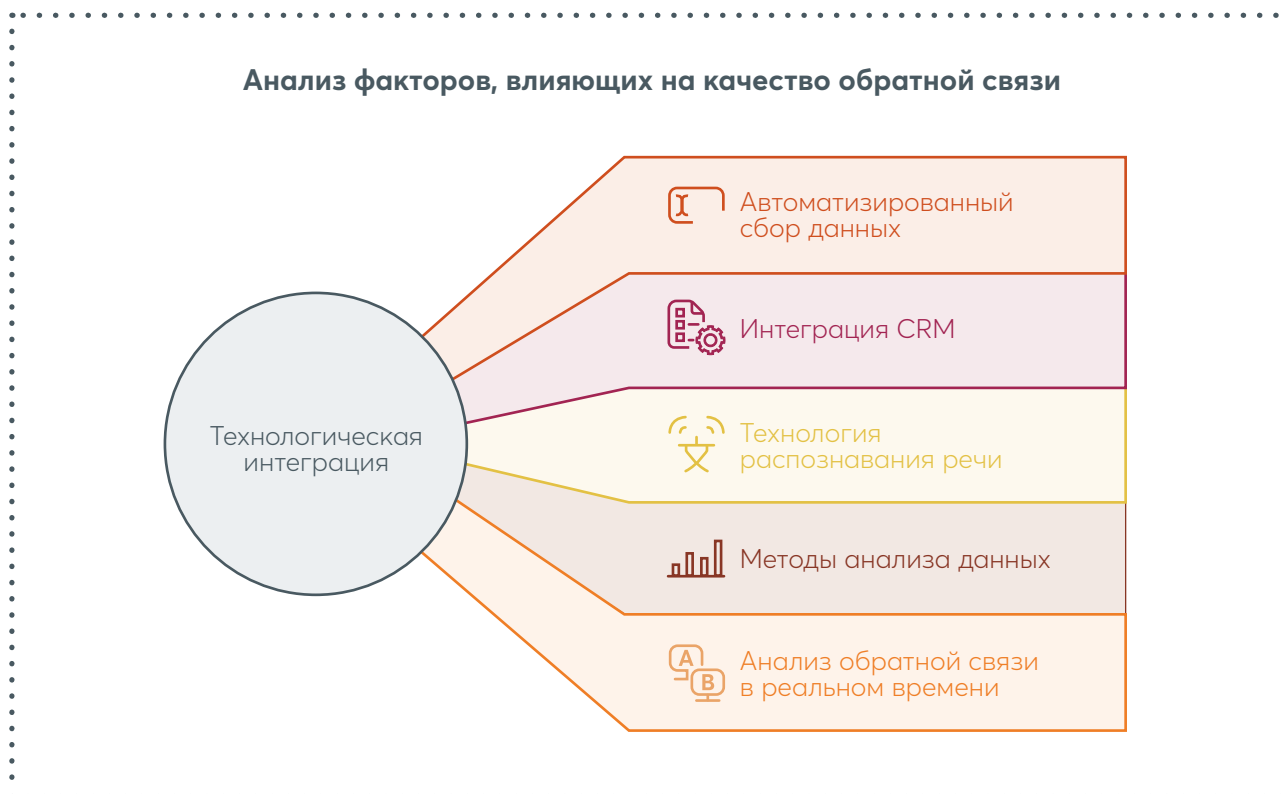 Анализ факторов, влияющих на качество обратной связи
Автоматизированный
сбор данных
Интеграция CRM
Технологическая
интеграция
Технология
распознавания речи
Методы анализа данных
A
B
Анализ обратной связи
в реальном времени